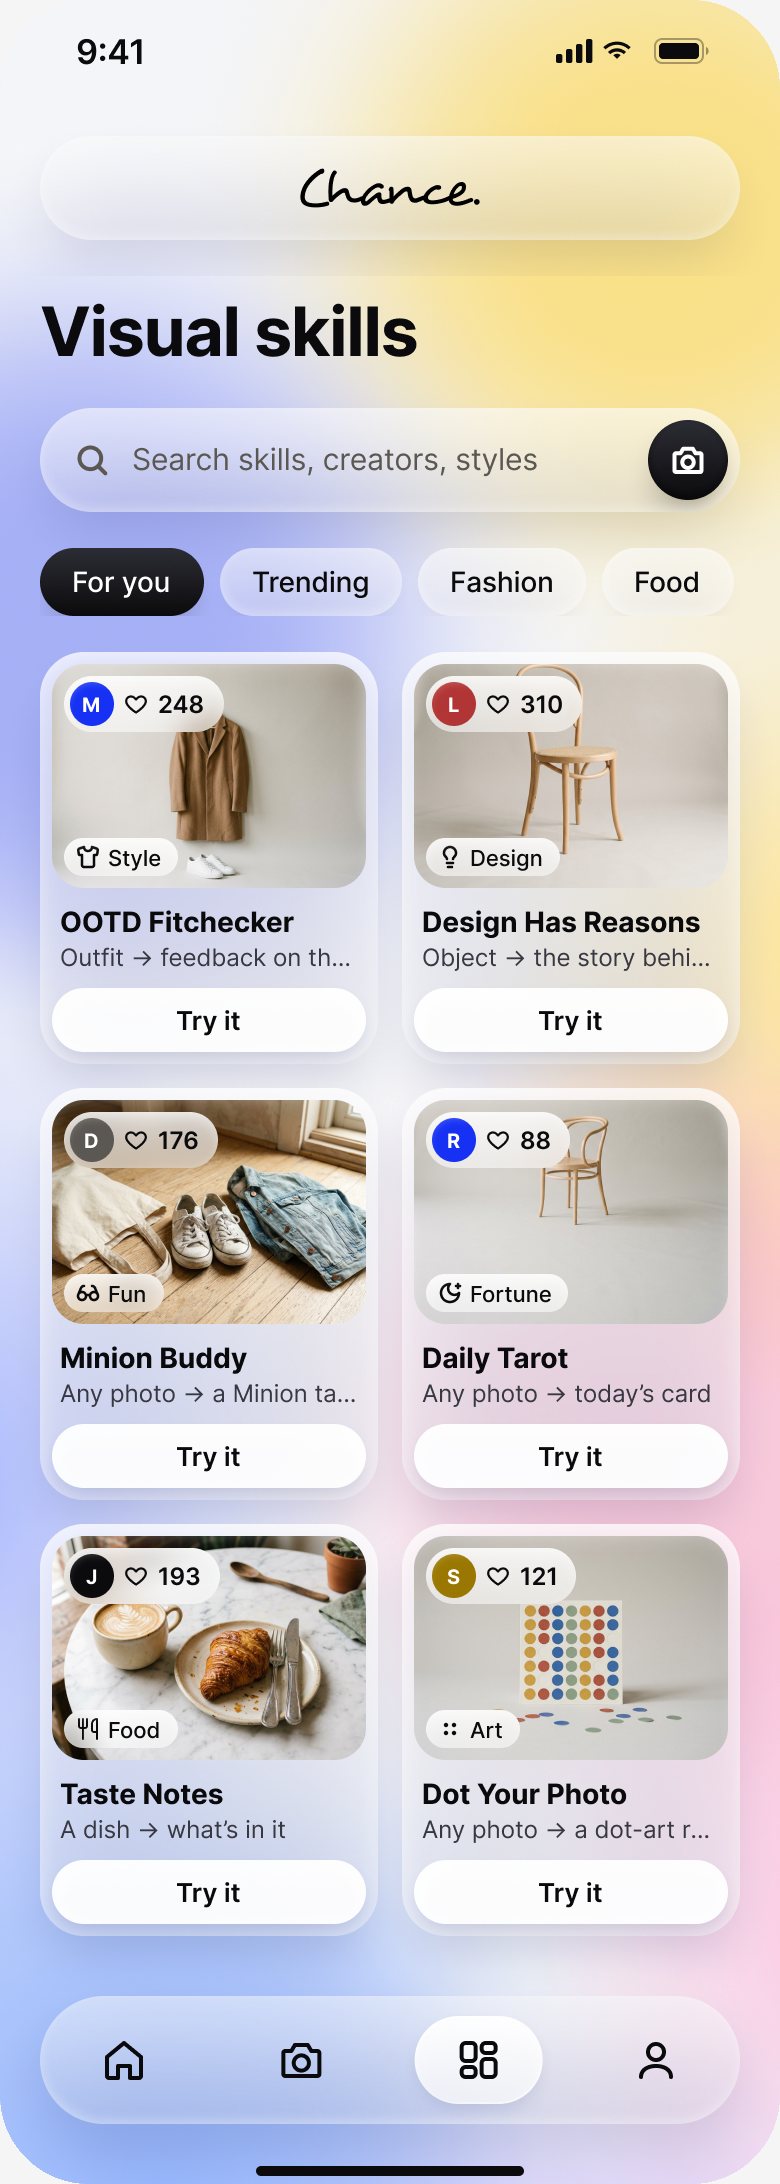 9:41
Chance.
Visual skills
Search skills, creators, styles
For you Trending Fashion Food
M 248
Style
OOTD Fitchecker
Outfit → feedback on th...
Try it
L 310
Design
Design Has Reasons
Object → the story behi...
Try it
D 176
Fun
Minion Buddy
Any photo → a Minion ta...
Try it
R 88
Fortune
Daily Tarot
Any photo → today’s card
Try it
J 193
Food
Taste Notes
A dish → what’s in it
Try it
S 121
Art
Dot Your Photo
Any photo → a dot-art r...
Try it